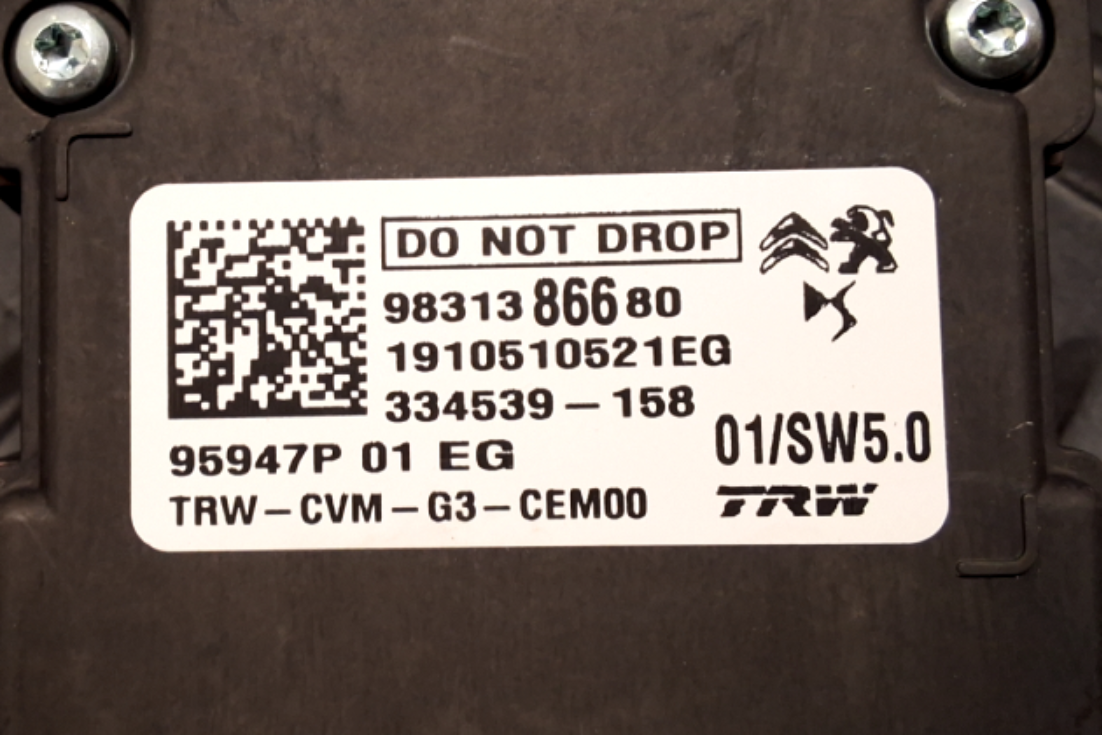 DO NOT DROP
98313 866 80
1910510521EG
334539 – 158
95947P 01 EG
01/SW5.0
TRW – CVM – G3 – CEM00
TRW